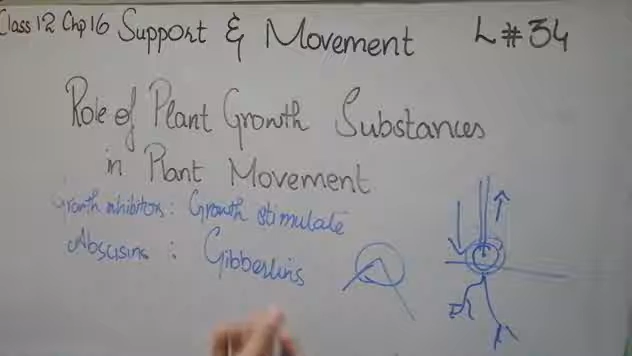 Class 12 Chp 16 Support & Movement L#34
Role of Plant Growth Substances
in Plant Movement
Growth inhibitors : Growth stimulate
Abscisins : Gibberlins